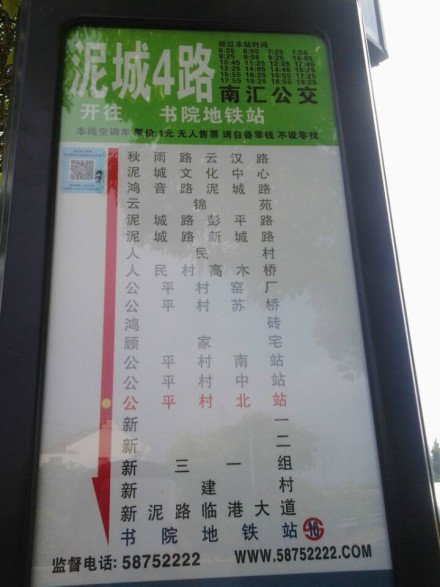 泥城4路
经过本站时间
南汇公交
开往 书院地铁站
本线空调车 票价:1元 无人售票 请自备零钱 不设零找
秋雨路云汉路
泥城文化中心
鸿音路泥城路
云锦苑
泥城路彭平路
泥城路新城路
人民村
人民村高木桥
公平村窑厂
公平村苏桥
鸿砖
顾家宅
公平村南站
公平村中站
公平村北站
新一
新二
新三一组
新建村
新泥路临港大道
书院地铁站 16
监督电话: 58752222 WWW.58752222.COM